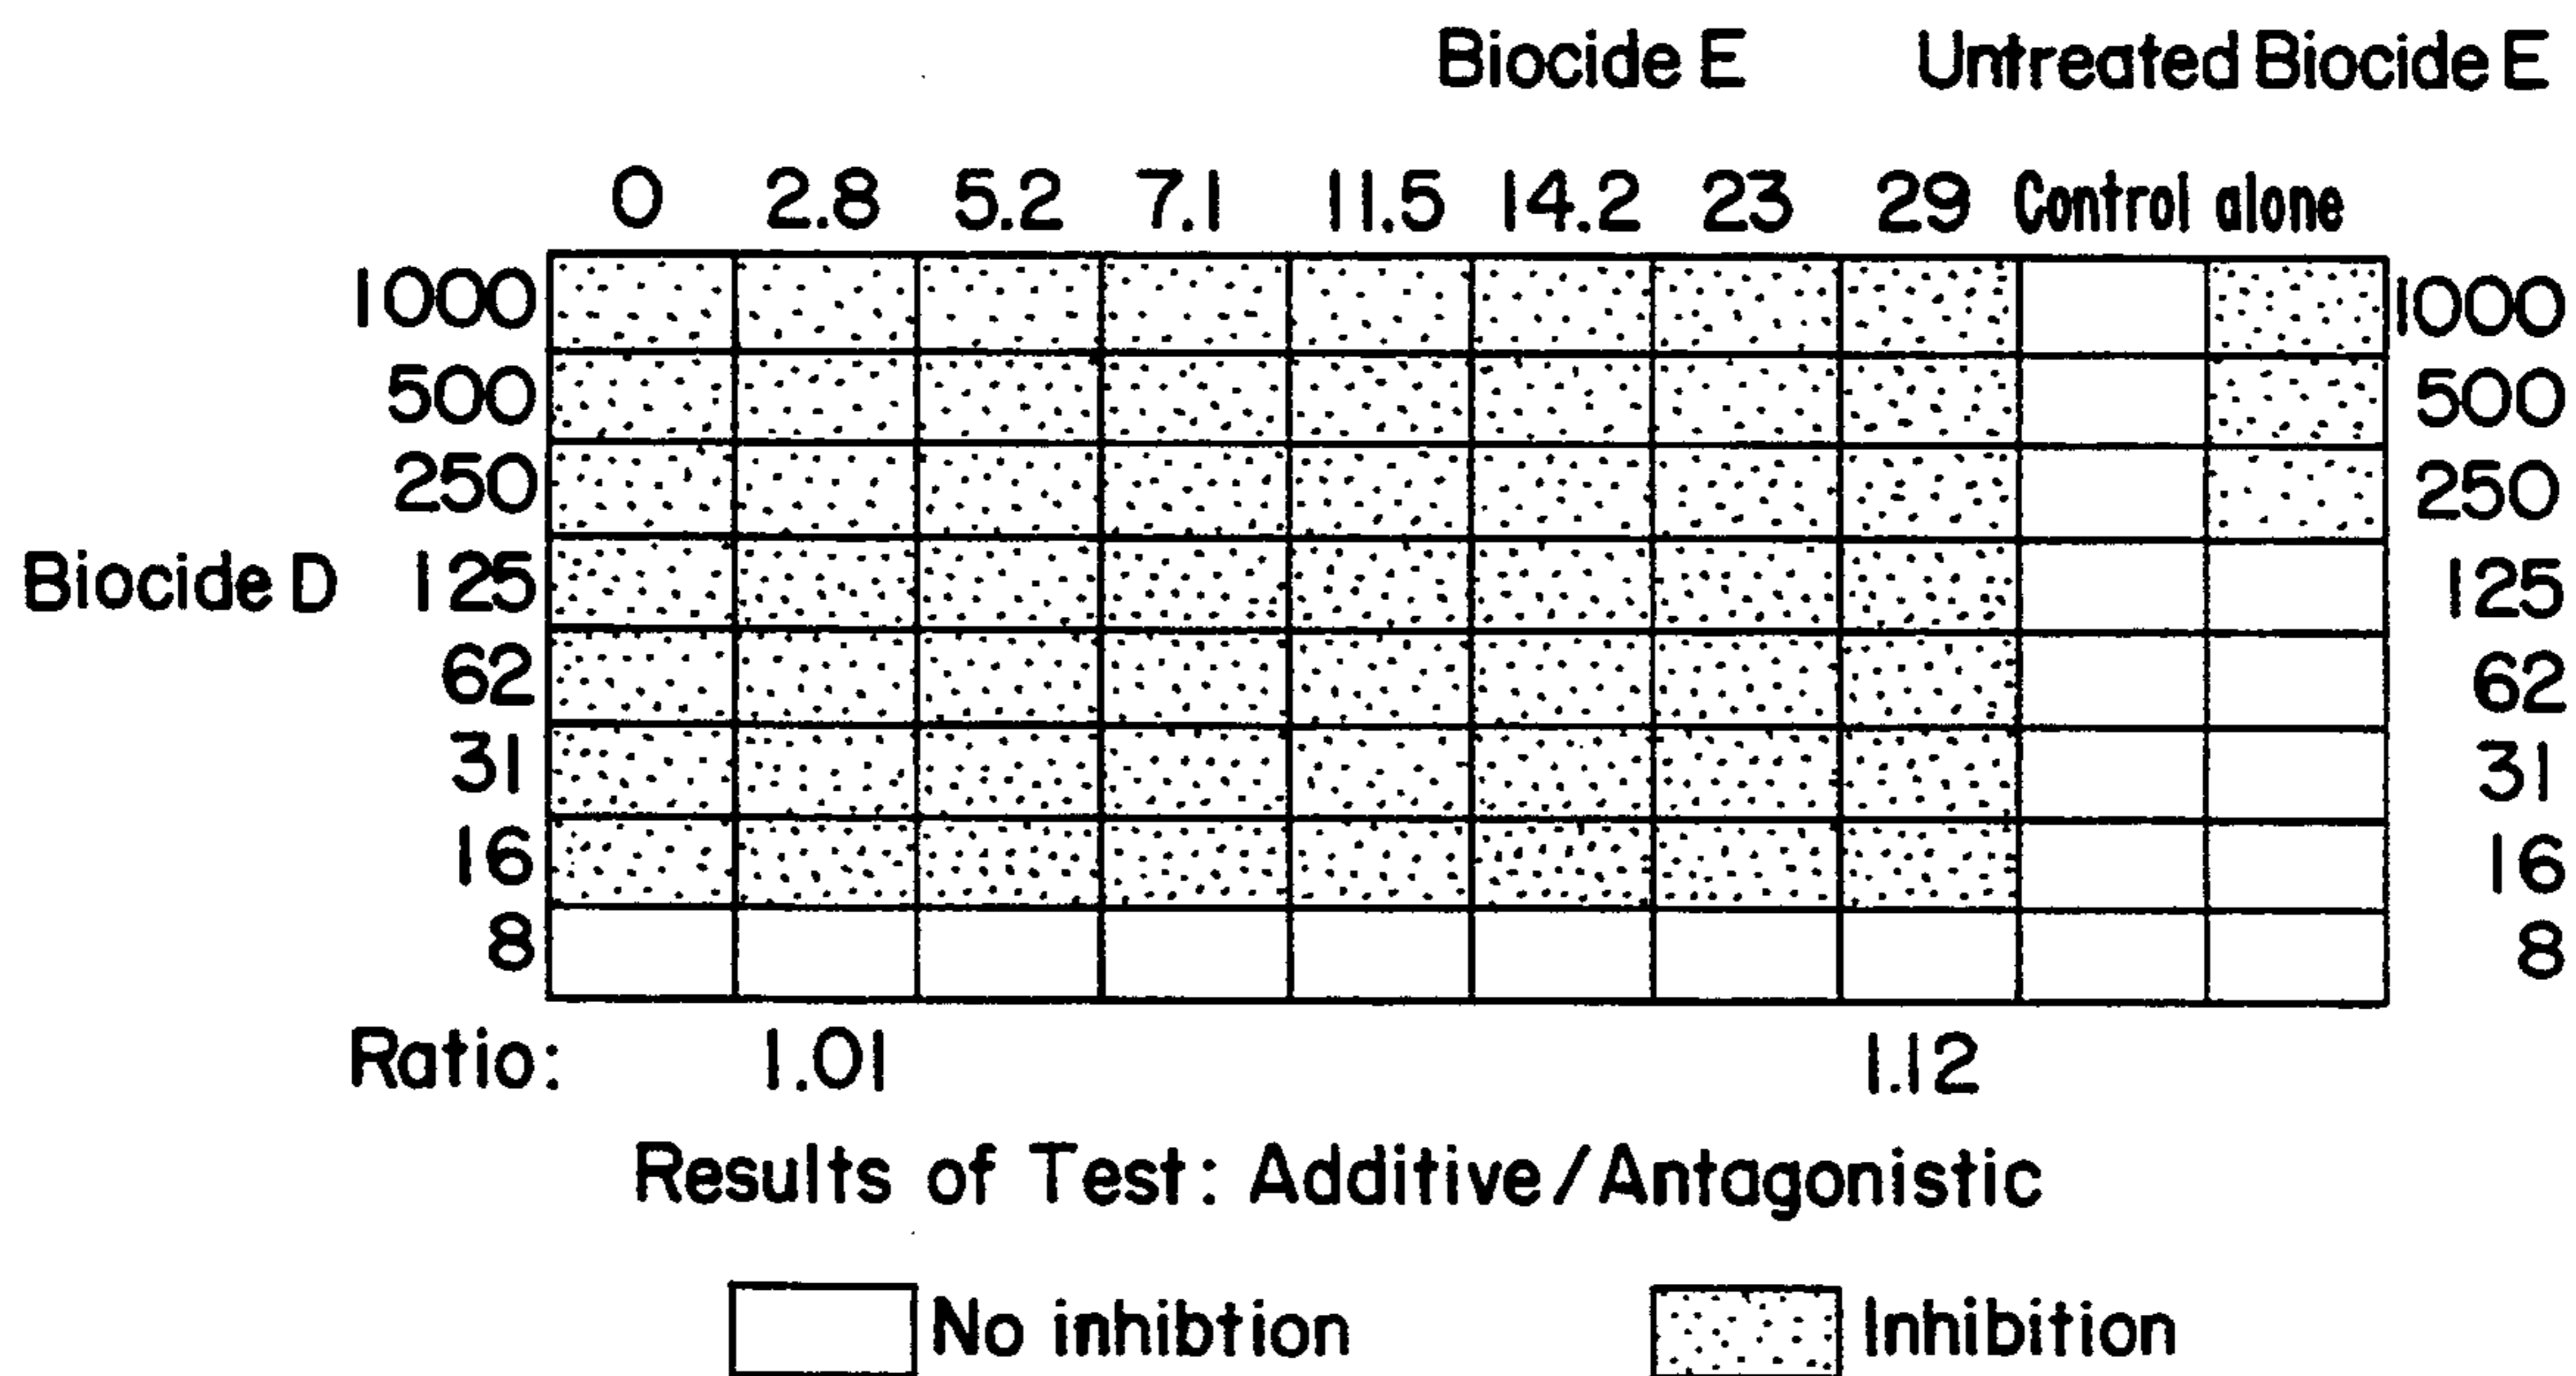 Biocide E Untreated Biocide E
0 2.8 5.2 7.1 11.5 14.2 23 29 Control alone
1000 1000
500 500
250 250
Biocide D 125 125
62 62
31 31
16 16
8 8
Ratio: 1.01 1.12
Results of Test: Additive/Antagonistic
No inhibtion Inhibition